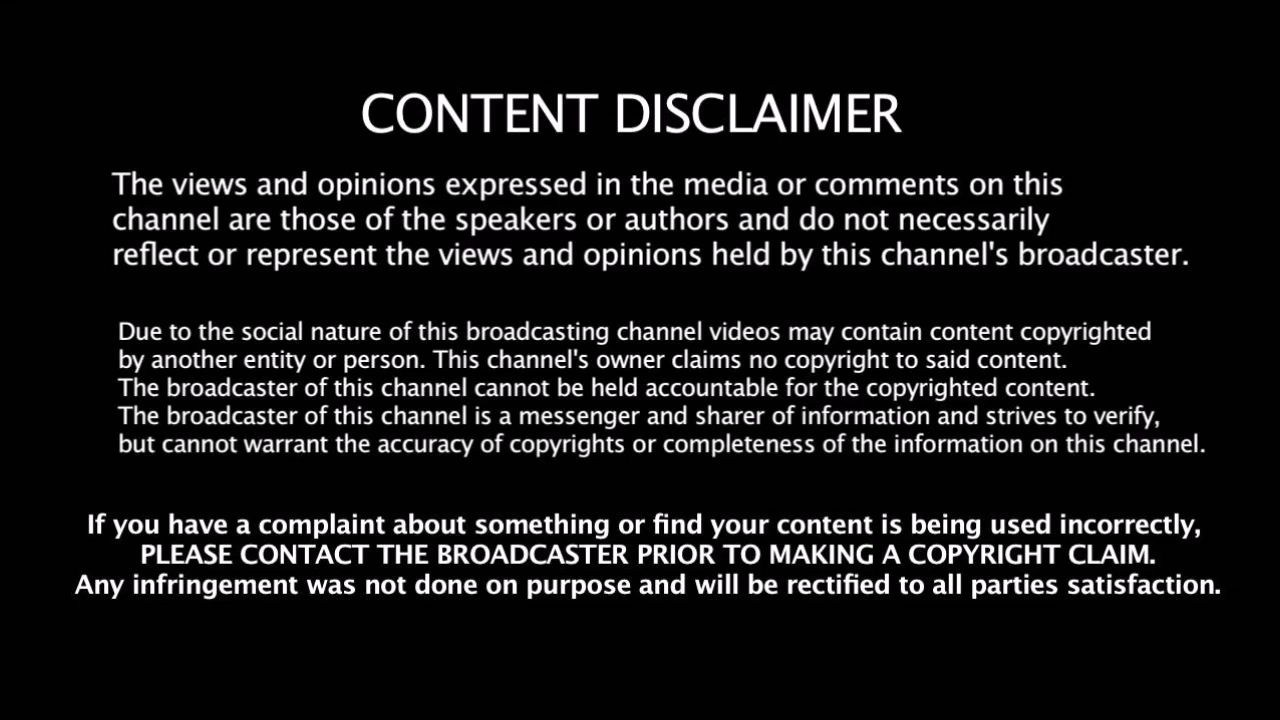 CONTENT DISCLAIMER
The views and opinions expressed in the media or comments on this
channel are those of the speakers or authors and do not necessarily
reflect or represent the views and opinions held by this channel's broadcaster.
Due to the social nature of this broadcasting channel videos may contain content copyrighted
by another entity or person. This channel's owner claims no copyright to said content.
The broadcaster of this channel cannot be held accountable for the copyrighted content.
The broadcaster of this channel is a messenger and sharer of information and strives to verify,
but cannot warrant the accuracy of copyrights or completeness of the information on this channel.
If you have a complaint about something or find your content is being used incorrectly,
PLEASE CONTACT THE BROADCASTER PRIOR TO MAKING A COPYRIGHT CLAIM.
Any infringement was not done on purpose and will be rectified to all parties satisfaction.